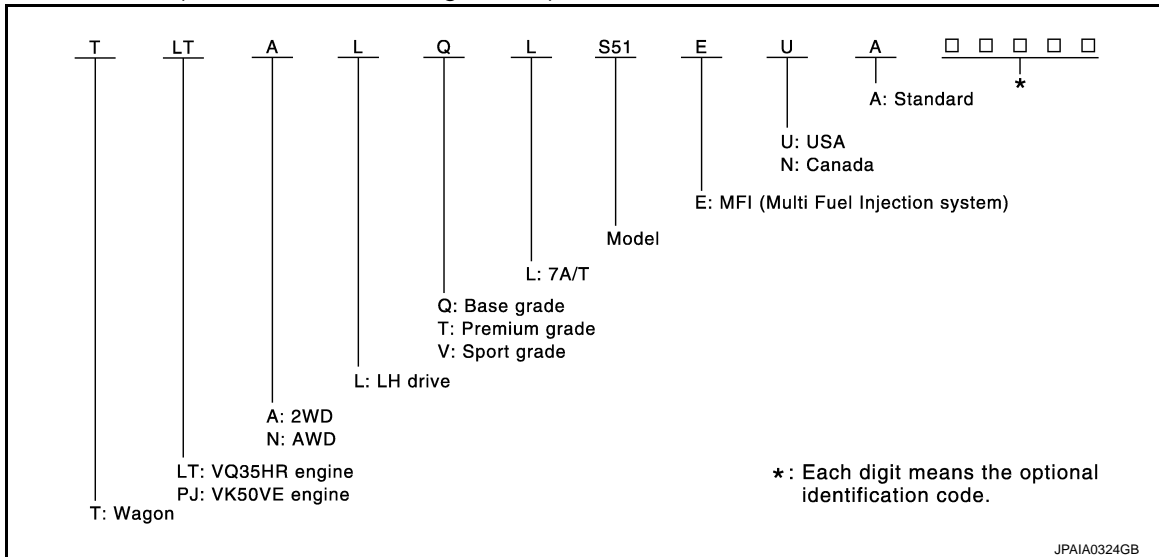 T LT A L Q L S51 E U A □ □ □ □ □
*
A: Standard
U: USA
N: Canada
E: MFI (Multi Fuel Injection system)
Model
L: 7A/T
Q: Base grade
T: Premium grade
V: Sport grade
L: LH drive
A: 2WD
N: AWD
LT: VQ35HR engine
PJ: VK50VE engine
T: Wagon
*: Each digit means the optional
identification code.
JPAIA0324GB